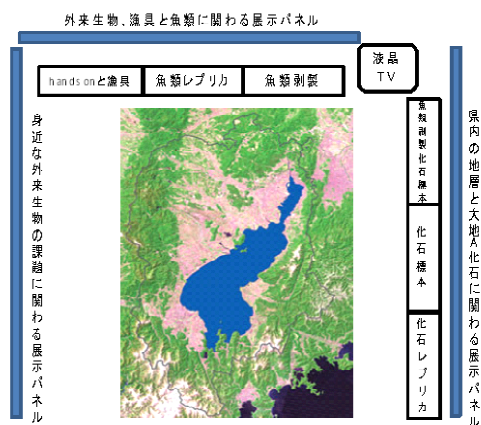 外来生物、漁具と魚類に関わる展示パネル
液晶
TV
hands onと漁具
魚類レプリカ
魚類剥製
身近な外来生物の課題に関わる展示パネル
魚類剥製化石標本
化石標本
化石レプリカ
県内の地層と大地A化石に関わる展示パネル